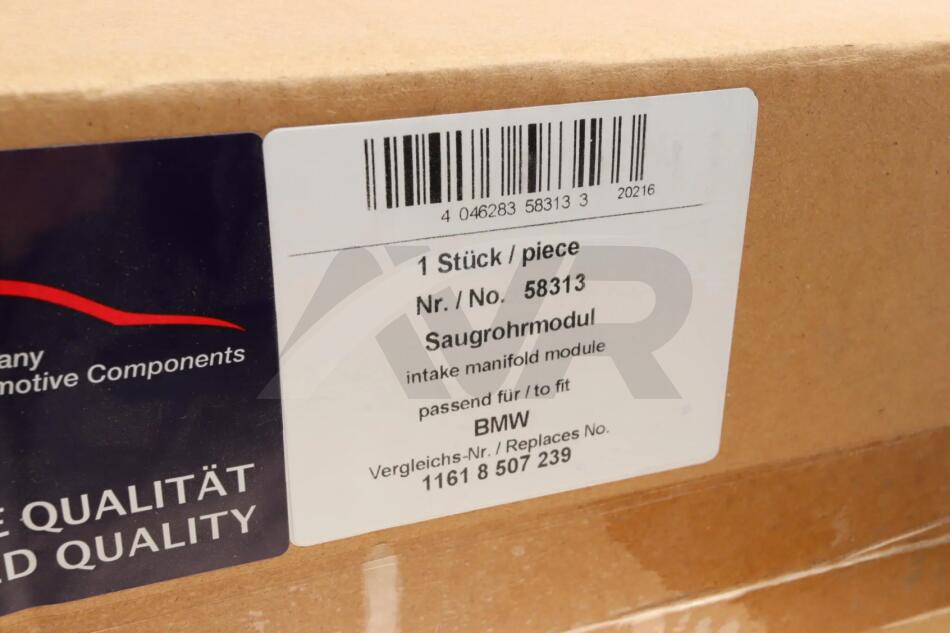 any
motive Components
E QUALITÄT
D QUALITY
4 046283 58313 3
20216
1 Stück / piece
Nr. / No. 58313
Saugrohrmodul
intake manifold module
passend für / to fit
BMW
Vergleichs-Nr. / Replaces No.
1161 8 507 239
AVR